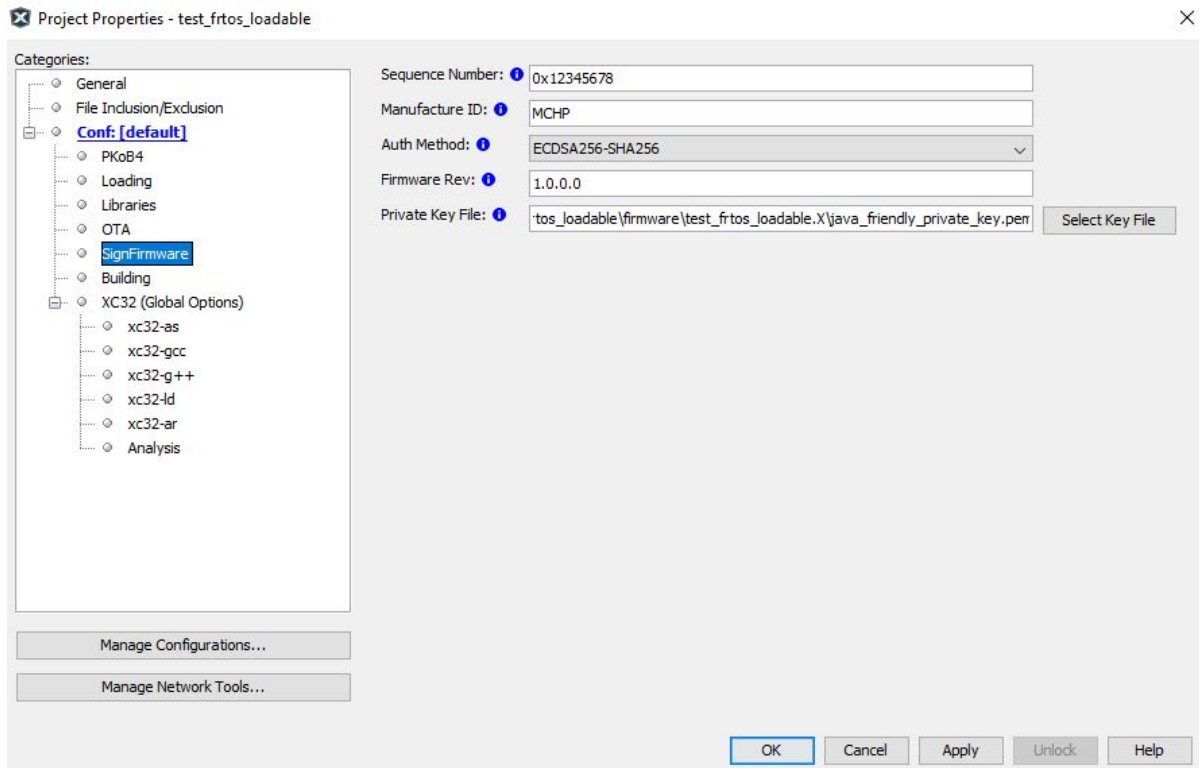 Project Properties - test_frtos_loadable
Categories:
General
File Inclusion/Exclusion
Conf: [default]
PKoB4
Loading
Libraries
OTA
SignFirmware
Building
XC32 (Global Options)
xc32-as
xc32-gcc
xc32-g++
xc32-ld
xc32-ar
Analysis
Manage Configurations...
Manage Network Tools...
Sequence Number: 0x12345678
Manufacture ID: MCHP
Auth Method: ECDSA256-SHA256
Firmware Rev: 1.0.0.0
Private Key File: tos_loadable\firmware\test_frtos_loadable.X\java_friendly_private_key.pem Select Key File
OK Cancel Apply Unlock Help